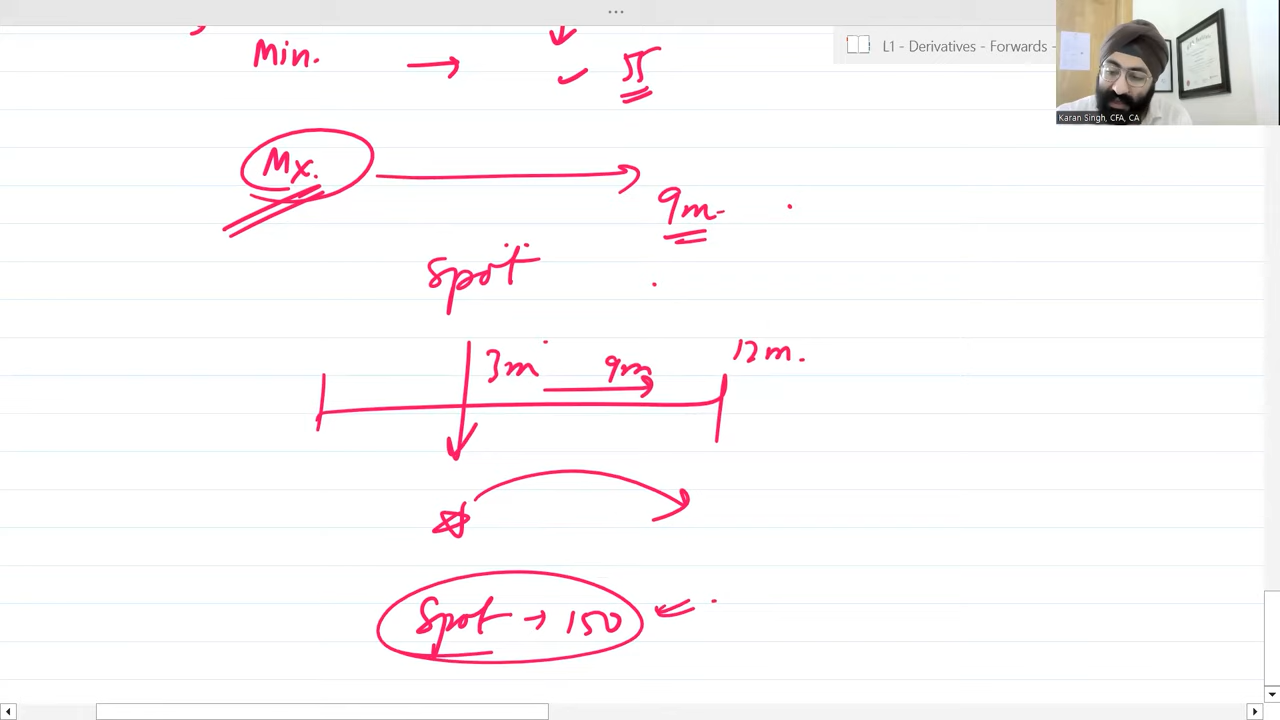 L1 - Derivatives - Forwards -
Min. → 55
Mx. →
9m.
Karan Singh, CFA, CA
spot
3m 9m 12m.
Spot → 150